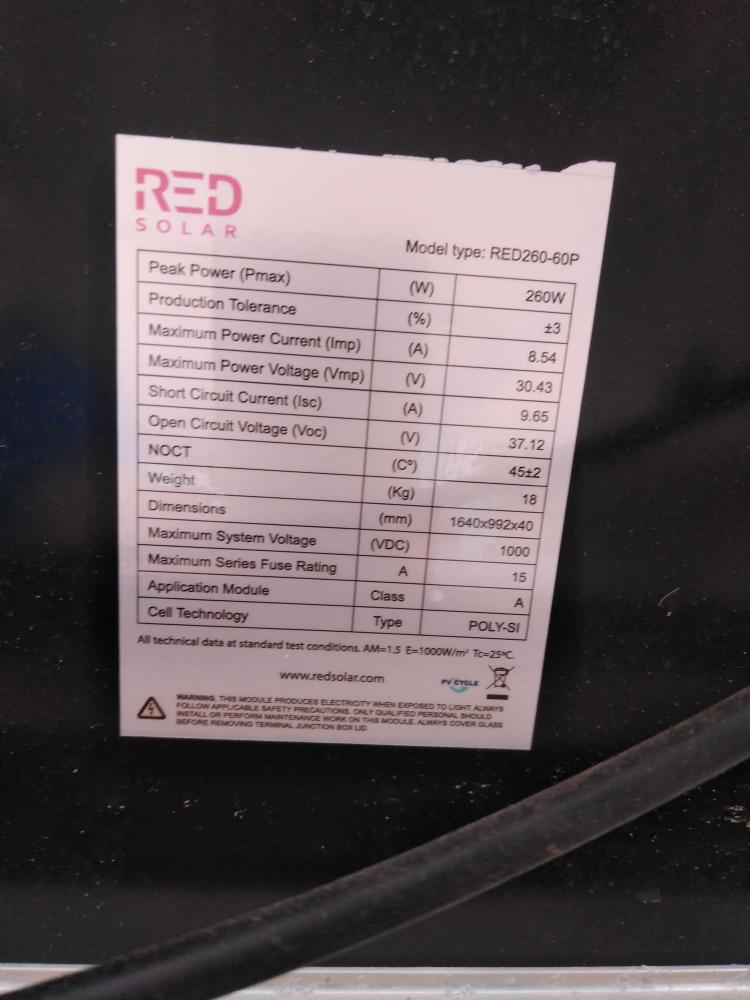 RED
SOLAR
Model type: RED260-60P
Peak Power (Pmax) (W) 260W
Production Tolerance (%) ±3
Maximum Power Current (Imp) (A) 8.54
Maximum Power Voltage (Vmp) (V) 30.43
Short Circuit Current (Isc) (A) 9.65
Open Circuit Voltage (Voc) (V) 37.12
NOCT (Cº) 45±2
Weight (Kg) 18
Dimensions (mm) 1640x992x40
Maximum System Voltage (VDC) 1000
Maximum Series Fuse Rating A 15
Application Module Class A
Cell Technology Type POLY-SI
All technical data at standard test conditions. AM=1.5 E=1000W/m² Tc=25ºC.
www.redsolar.com
PV CYCLE
WARNING. THIS MODULE PRODUCES ELECTRICITY WHEN EXPOSED TO LIGHT. ALWAYS
FOLLOW APPLICABLE SAFETY PRECAUTIONS. ONLY QUALIFIED PERSONAL SHOULD
INSTALL OR PERFORM MAINTENANCE WORK ON THIS MODULE. ALWAYS COVER GLASS
BEFORE REMOVING TERMINAL JUNCTION BOX LID.